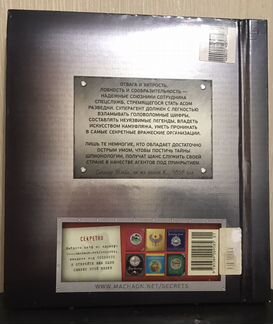 ОТВАГА И ХИТРОСТЬ,
ЛОВКОСТЬ И СООБРАЗИТЕЛЬНОСТЬ —
НАДЕЖНЫЕ СОЮЗНИКИ СОТРУДНИКА
СПЕЦСЛУЖБ, СТРЕМЯЩЕГОСЯ СТАТЬ АСОМ
РАЗВЕДКИ. СУПЕРАГЕНТ ДОЛЖЕН С ЛЕГКОСТЬЮ
ВЗЛАМЫВАТЬ ГОЛОВОЛОМНЫЕ ШИФРЫ,
СОСТАВЛЯТЬ НЕУЯЗВИМЫЕ ЛЕГЕНДЫ, ВЛАДЕТЬ
ИСКУССТВОМ КАМУФЛЯЖА, УМЕТЬ ПРОНИКАТЬ
В САМЫЕ СЕКРЕТНЫЕ ВРАЖЕСКИЕ ОРГАНИЗАЦИИ.
ЛИШЬ ТЕ НЕМНОГИЕ, КТО ОБЛАДАЕТ ДОСТАТОЧНО
ОСТРЫМ УМОМ, ЧТОБЫ ПОСТИЧЬ ТАЙНЫ
ШПИОНОЛОГИИ, ПОЛУЧАТ ШАНС СЛУЖИТЬ СВОЕЙ
СТРАНЕ В КАЧЕСТВЕ АГЕНТОВ ПОД ПРИКРЫТИЕМ.
СЕКРЕТНО
WWW.MACHAON.NET/SECRETS